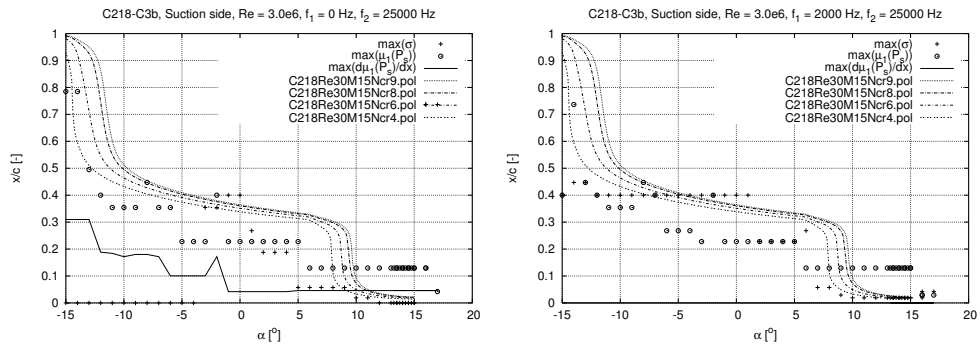 C218-C3b, Suction side, Re = 3.0e6, f1 = 0 Hz, f2 = 25000 Hz
max(σ)
max(μ1(Ps))
max(dμ1(Ps)/dx)
C218Re30M15Ncr9.pol
C218Re30M15Ncr8.pol
C218Re30M15Ncr6.pol
C218Re30M15Ncr4.pol
1
0.9
0.8
0.7
0.6
0.5
0.4
0.3
0.2
0.1
0
x/c [-]
-15 -10 -5 0 5 10 15 20
α [o]
C218-C3b, Suction side, Re = 3.0e6, f1 = 2000 Hz, f2 = 25000 Hz
max(σ)
max(μ1(Ps))
max(dμ1(Ps)/dx)
C218Re30M15Ncr9.pol
C218Re30M15Ncr8.pol
C218Re30M15Ncr6.pol
C218Re30M15Ncr4.pol
1
0.9
0.8
0.7
0.6
0.5
0.4
0.3
0.2
0.1
0
x/c [-]
-15 -10 -5 0 5 10 15 20
α [o]